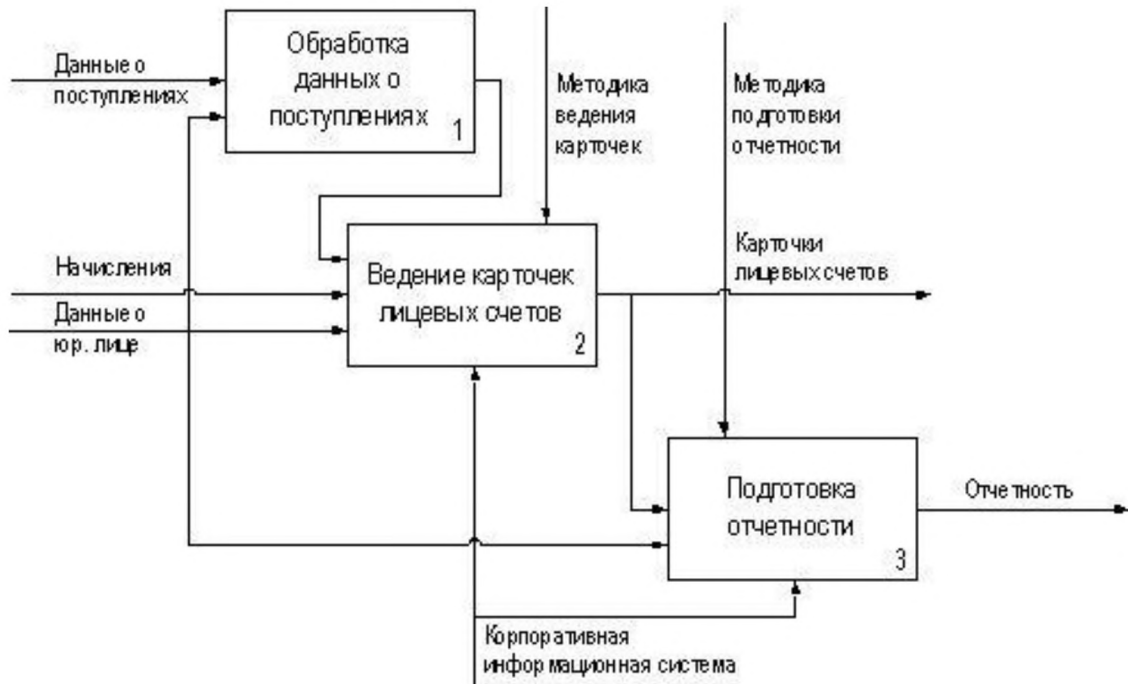 Обработка
данных о
поступлениях
1
Данные о
поступлениях
Методика
ведения
карточек
Методика
подготовки
отчетности
Начисления
Данные о
юр. лице
Ведение карточек
лицевых счетов
2
Карточки
лицевых счетов
Подготовка
отчетности
3
Отчетность
Корпоративная
информационная система